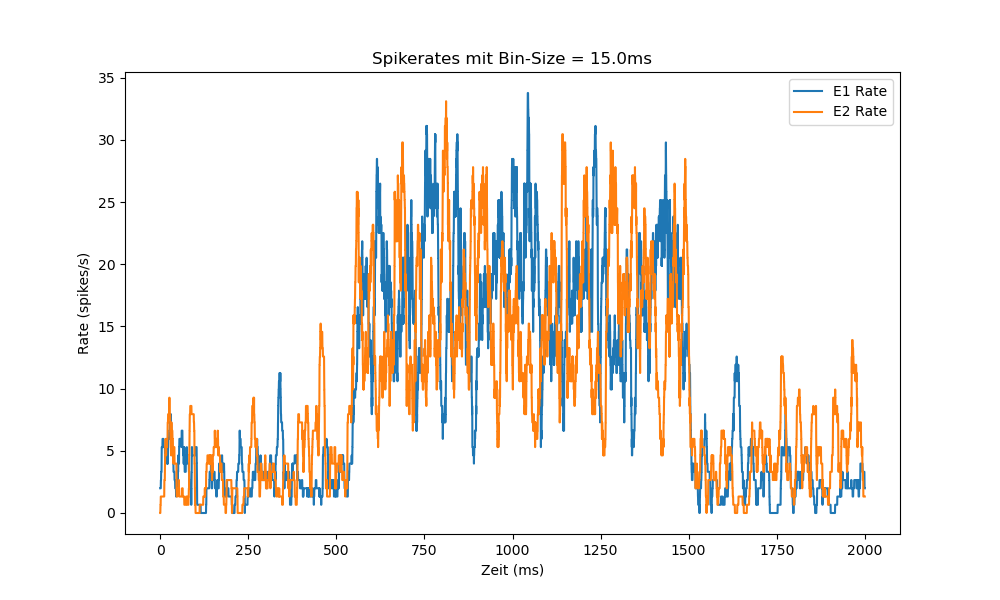 Spikerates mit Bin-Size = 15.0ms
E1 Rate
E2 Rate
Rate (spikes/s)
35
30
25
20
15
10
5
0
0 250 500 750 1000 1250 1500 1750 2000
Zeit (ms)